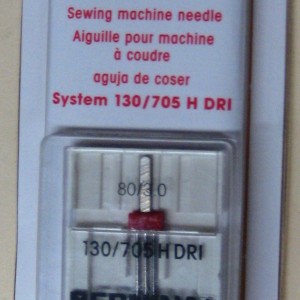 Sewing machine needle
Aiguille pour machine
à coudre
aguja de coser
System 130/705 H DRI
80/3.0
130/705 H DRI